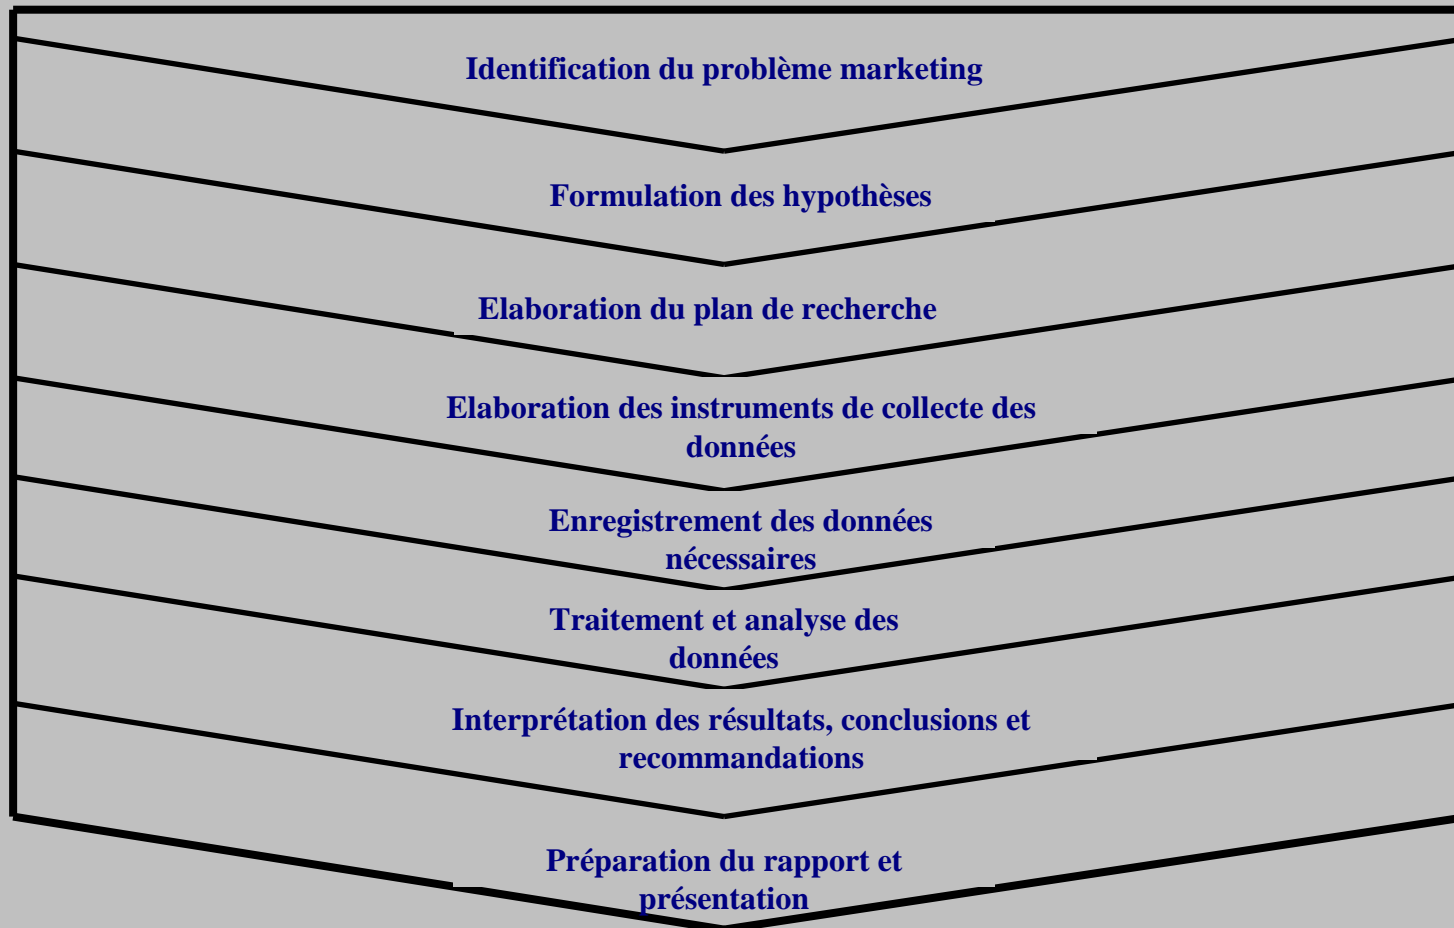 Identification du problème marketing
Formulation des hypothèses
Elaboration du plan de recherche
Elaboration des instruments de collecte des
données
Enregistrement des données
nécessaires
Traitement et analyse des
données
Interprétation des résultats, conclusions et
recommandations
Préparation du rapport et
présentation